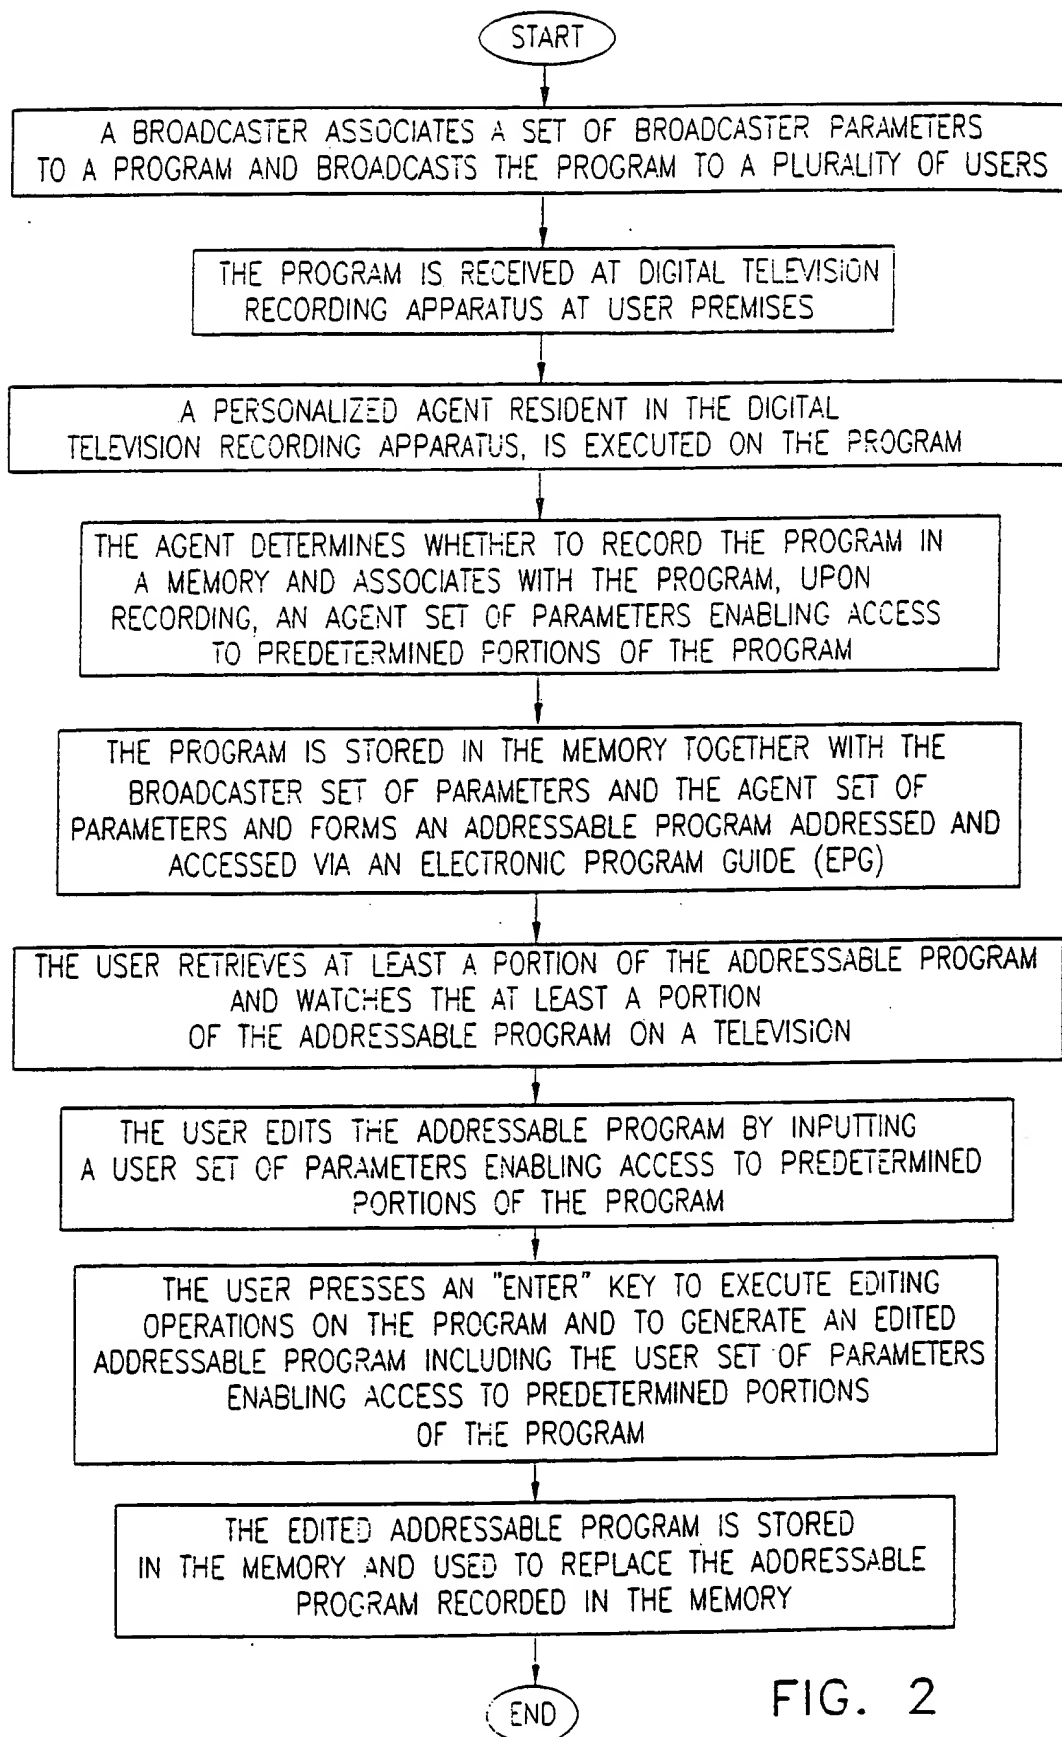 START
A BROADCASTER ASSOCIATES A SET OF BROADCASTER PARAMETERS
TO A PROGRAM AND BROADCASTS THE PROGRAM TO A PLURALITY OF USERS
THE PROGRAM IS RECEIVED AT DIGITAL TELEVISION
RECORDING APPARATUS AT USER PREMISES
A PERSONALIZED AGENT RESIDENT IN THE DIGITAL
TELEVISION RECORDING APPARATUS, IS EXECUTED ON THE PROGRAM
THE AGENT DETERMINES WHETHER TO RECORD THE PROGRAM IN
A MEMORY AND ASSOCIATES WITH THE PROGRAM, UPON
RECORDING, AN AGENT SET OF PARAMETERS ENABLING ACCESS
TO PREDETERMINED PORTIONS OF THE PROGRAM
THE PROGRAM IS STORED IN THE MEMORY TOGETHER WITH THE
BROADCASTER SET OF PARAMETERS AND THE AGENT SET OF
PARAMETERS AND FORMS AN ADDRESSABLE PROGRAM ADDRESSED AND
ACCESSED VIA AN ELECTRONIC PROGRAM GUIDE (EPG)
THE USER RETRIEVES AT LEAST A PORTION OF THE ADDRESSABLE PROGRAM
AND WATCHES THE AT LEAST A PORTION
OF THE ADDRESSABLE PROGRAM ON A TELEVISION
THE USER EDITS THE ADDRESSABLE PROGRAM BY INPUTTING
A USER SET OF PARAMETERS ENABLING ACCESS TO PREDETERMINED
PORTIONS OF THE PROGRAM
THE USER PRESSES AN "ENTER" KEY TO EXECUTE EDITING
OPERATIONS ON THE PROGRAM AND TO GENERATE AN EDITED
ADDRESSABLE PROGRAM INCLUDING THE USER SET OF PARAMETERS
ENABLING ACCESS TO PREDETERMINED PORTIONS
OF THE PROGRAM
THE EDITED ADDRESSABLE PROGRAM IS STORED
IN THE MEMORY AND USED TO REPLACE THE ADDRESSABLE
PROGRAM RECORDED IN THE MEMORY
END
FIG. 2